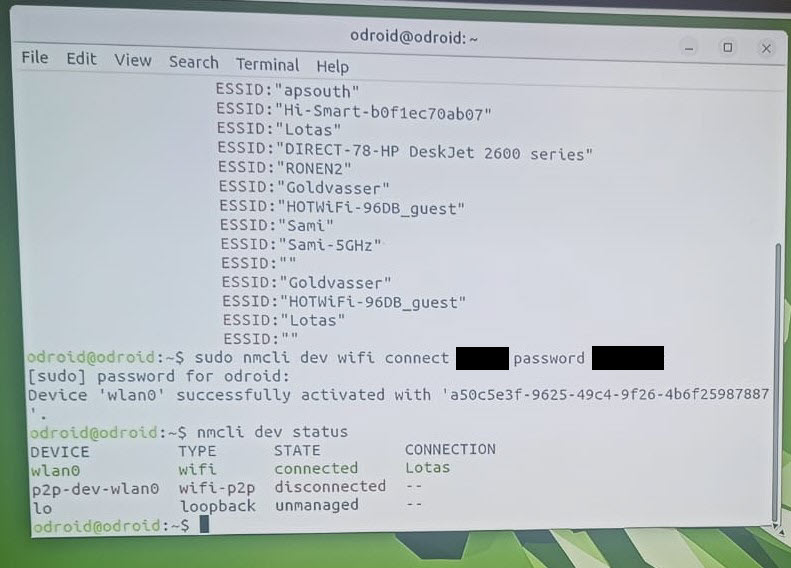 odroid@odroid: ~
File Edit View Search Terminal Help
ESSID:"apsouth"
ESSID:"Hi-Smart-b0f1ec70ab07"
ESSID:"Lotas"
ESSID:"DIRECT-78-HP DeskJet 2600 series"
ESSID:"RONEN2"
ESSID:"Goldvasser"
ESSID:"HOTWiFi-96DB_guest"
ESSID:"Sami"
ESSID:"Sami-5GHz"
ESSID:""
ESSID:"Goldvasser"
ESSID:"HOTWiFi-96DB_guest"
ESSID:"Lotas"
ESSID:""
odroid@odroid:~$ sudo nmcli dev wifi connect password
[sudo] password for odroid:
Device 'wlan0' successfully activated with 'a50c5e3f-9625-49c4-9f26-4b6f25987887
'.
odroid@odroid:~$ nmcli dev status
DEVICE TYPE STATE CONNECTION
wlan0 wifi connected Lotas
p2p-dev-wlan0 wifi-p2p disconnected --
lo loopback unmanaged --
odroid@odroid:~$